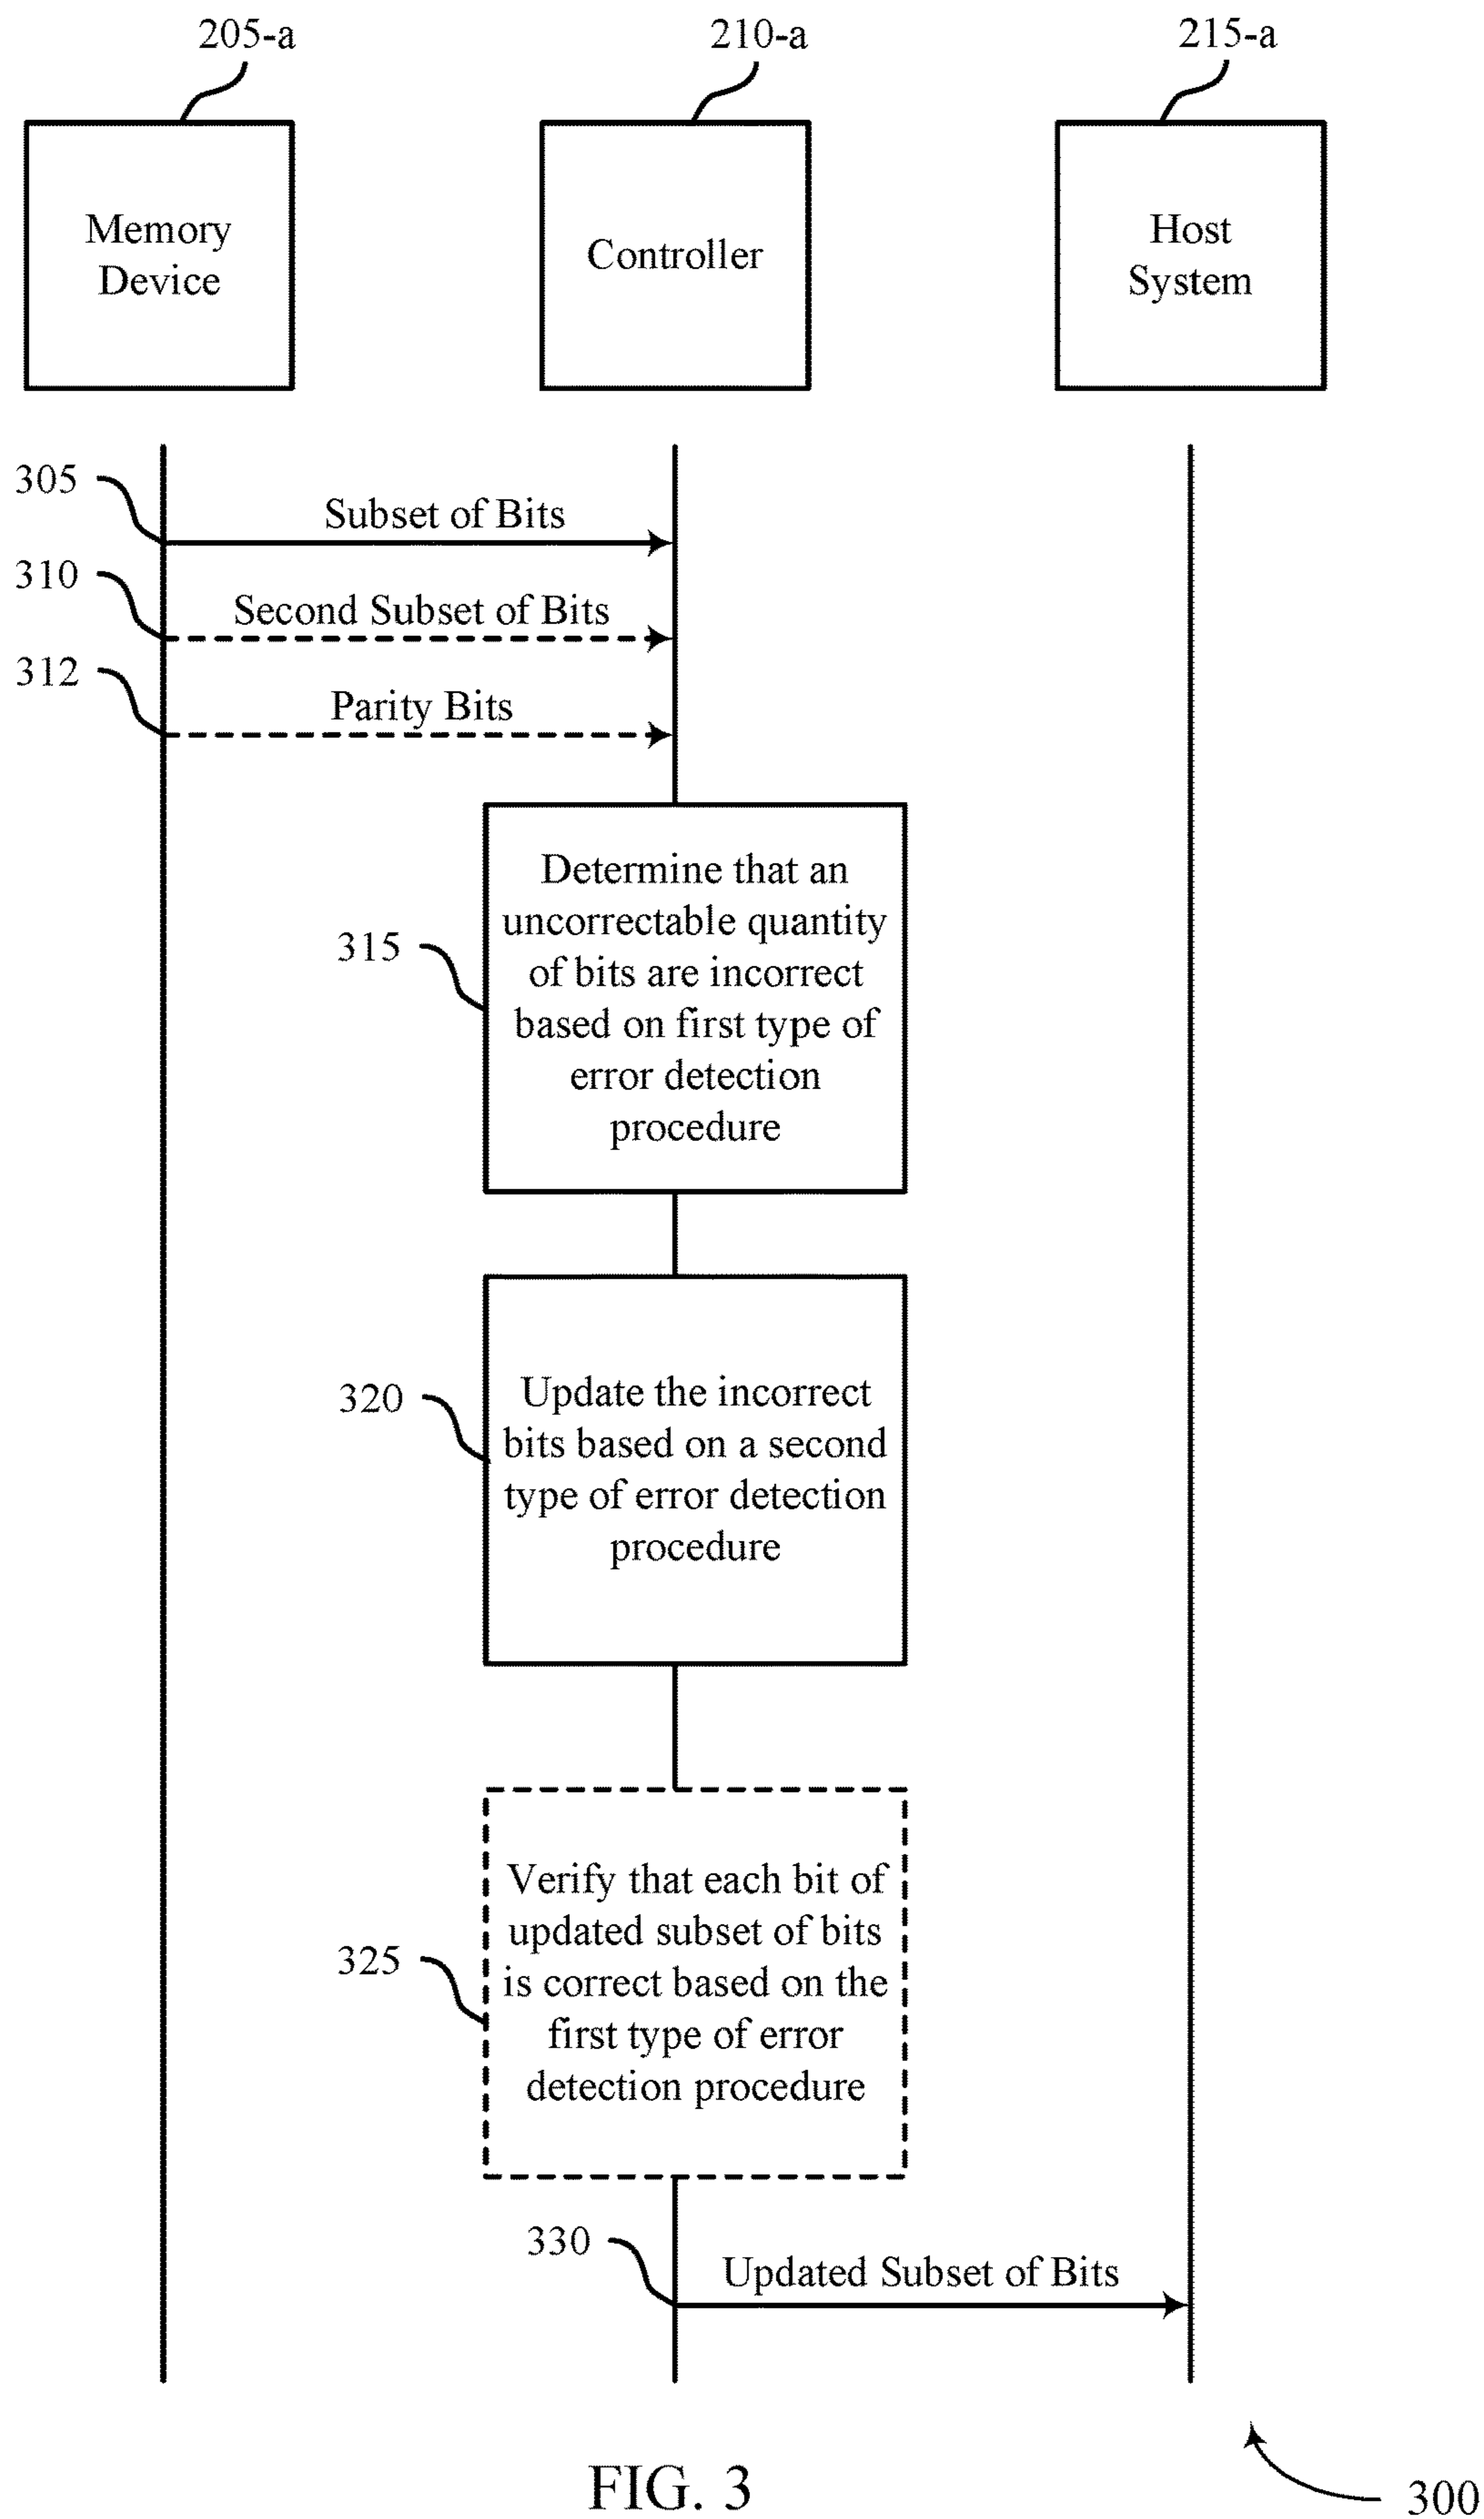 205-a
210-a
215-a
Memory
Device
Controller
Host
System
305
Subset of Bits
310
Second Subset of Bits
312
Parity Bits
315
Determine that an
uncorrectable quantity
of bits are incorrect
based on first type of
error detection
procedure
320
Update the incorrect
bits based on a second
type of error detection
procedure
325
Verify that each bit of
updated subset of bits
is correct based on the
first type of error
detection procedure
330
Updated Subset of Bits
FIG. 3
300